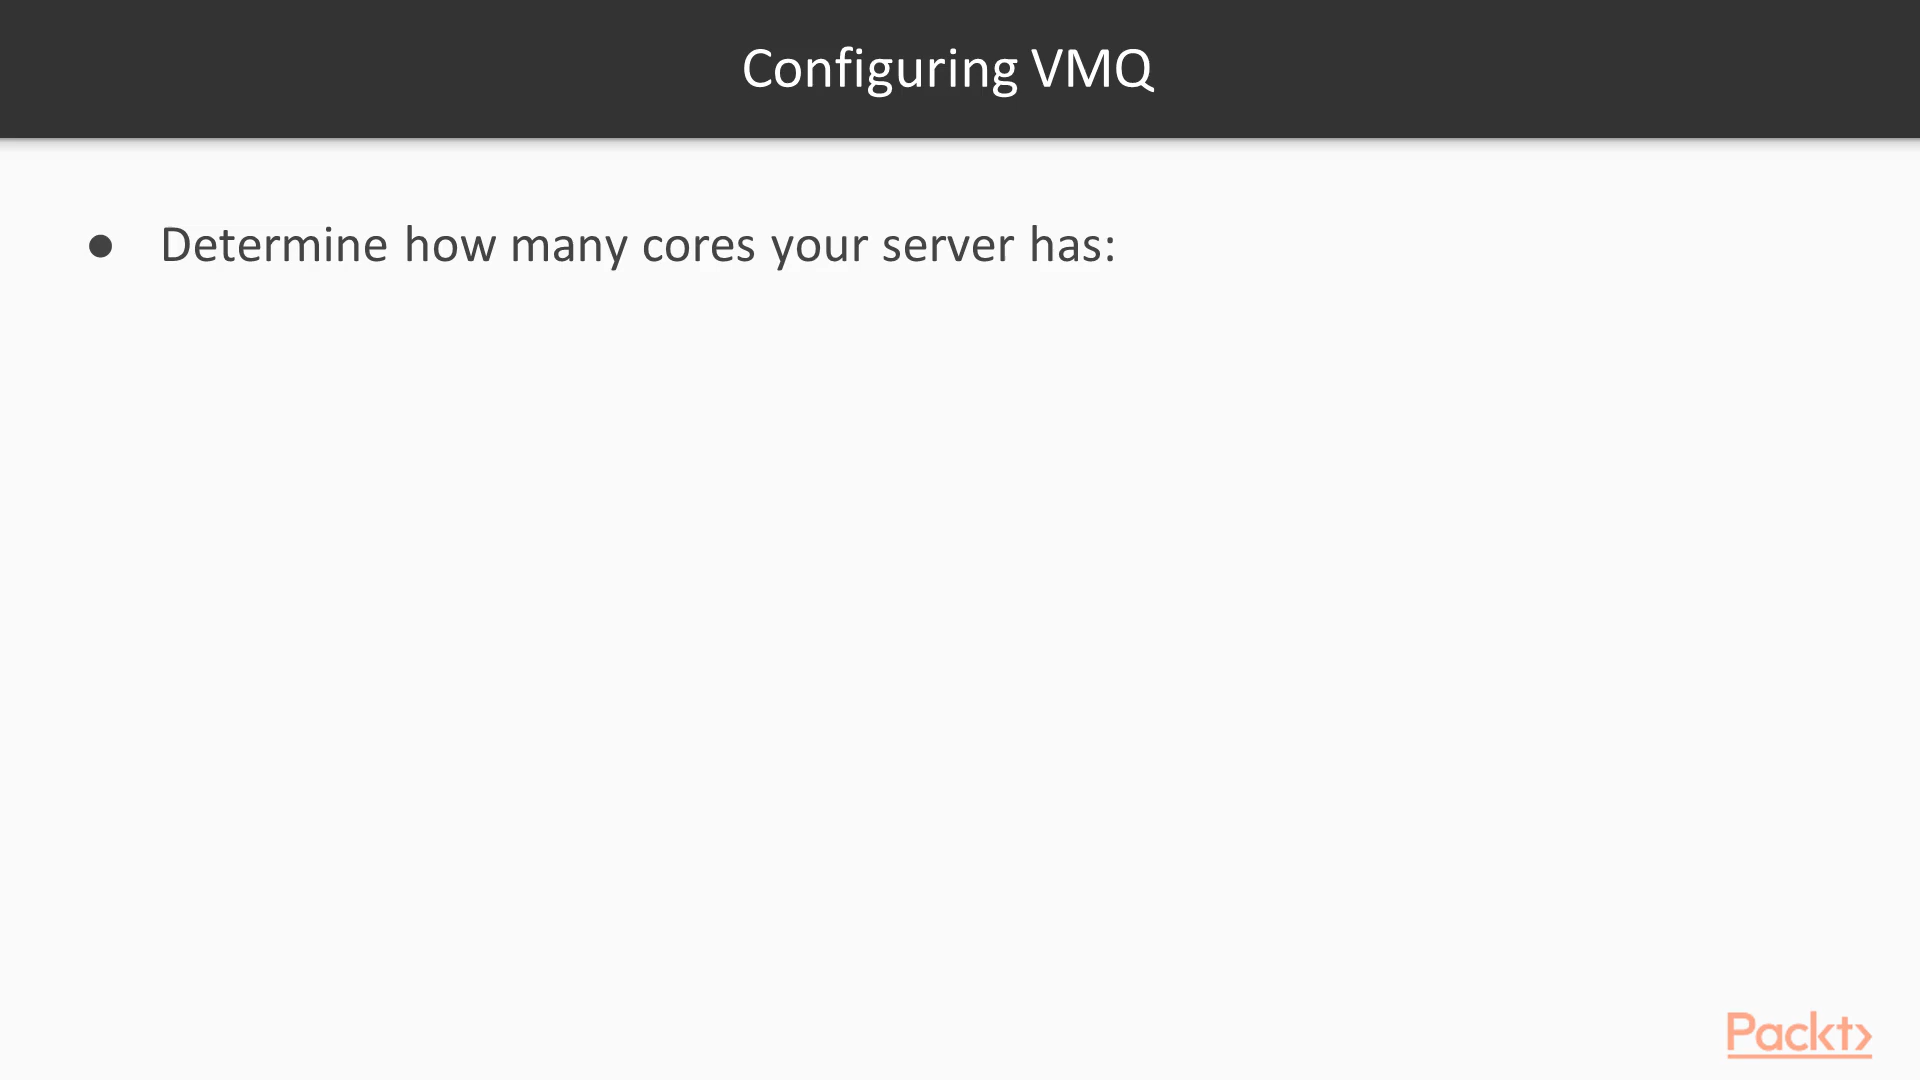 Configuring VMQ
● Determine how many cores your server has:
Packt>